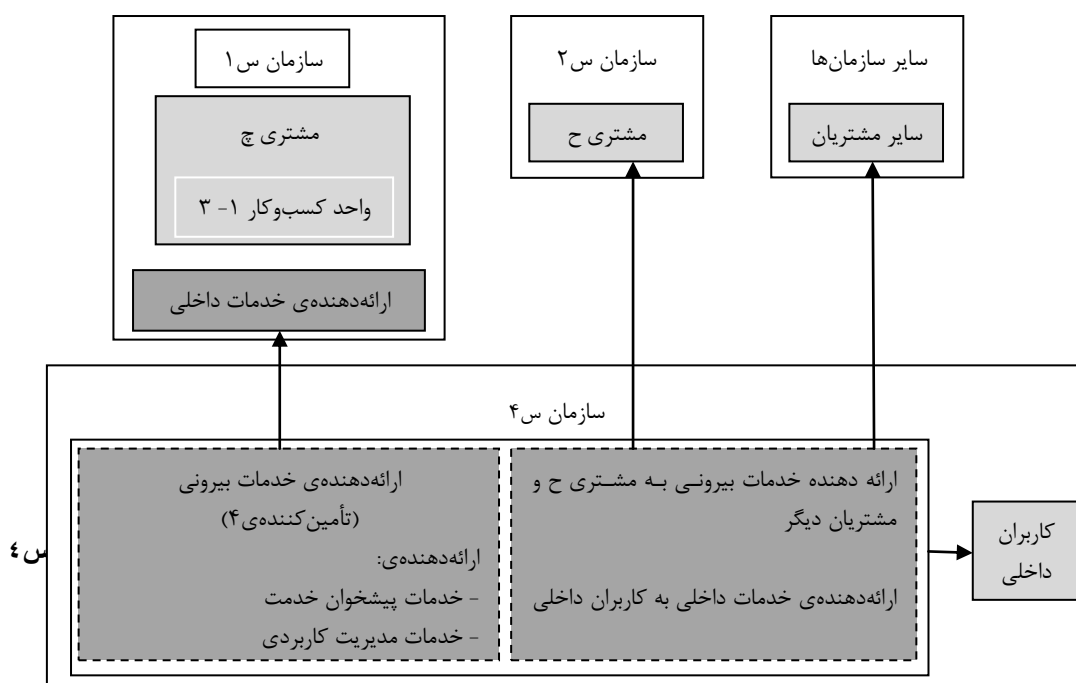 سازمان س۱
مشتری چ
واحد کسب‌وکار ۱- ۳
ارائه‌دهنده‌ی خدمات داخلی
سازمان س۲
مشتری ح
سایر سازمان‌ها
سایر مشتریان
سازمان س۴
ارائه‌دهنده‌ی خدمات بیرونی
(تأمین‌کننده‌ی۴)
ارائه‌دهنده‌ی:
- خدمات پیشخوان خدمت
- خدمات مدیریت کاربردی
ارائه دهنده خدمات بیرونی به مشتری ح و
مشتریان دیگر
ارائه‌دهنده‌ی خدمات داخلی به کاربران داخلی
کاربران
داخلی
س٤